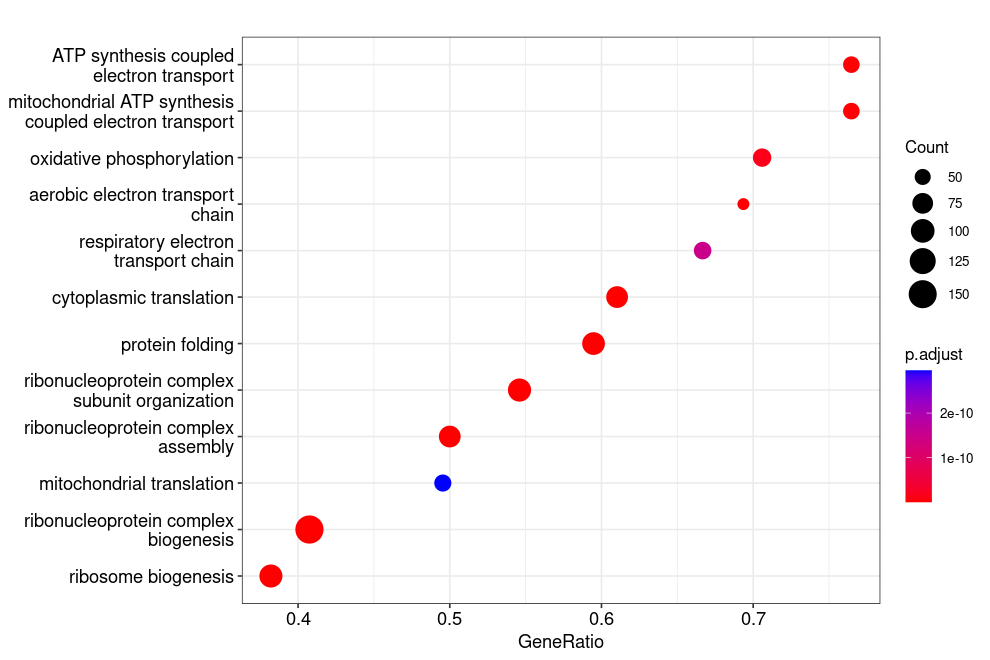 ATP synthesis coupled
electron transport
mitochondrial ATP synthesis
coupled electron transport
oxidative phosphorylation
aerobic electron transport
chain
respiratory electron
transport chain
cytoplasmic translation
protein folding
ribonucleoprotein complex
subunit organization
ribonucleoprotein complex
assembly
mitochondrial translation
ribonucleoprotein complex
biogenesis
ribosome biogenesis
0.4
0.5
0.6
0.7
GeneRatio
Count
50
75
100
125
150
p.adjust
2e-10
1e-10